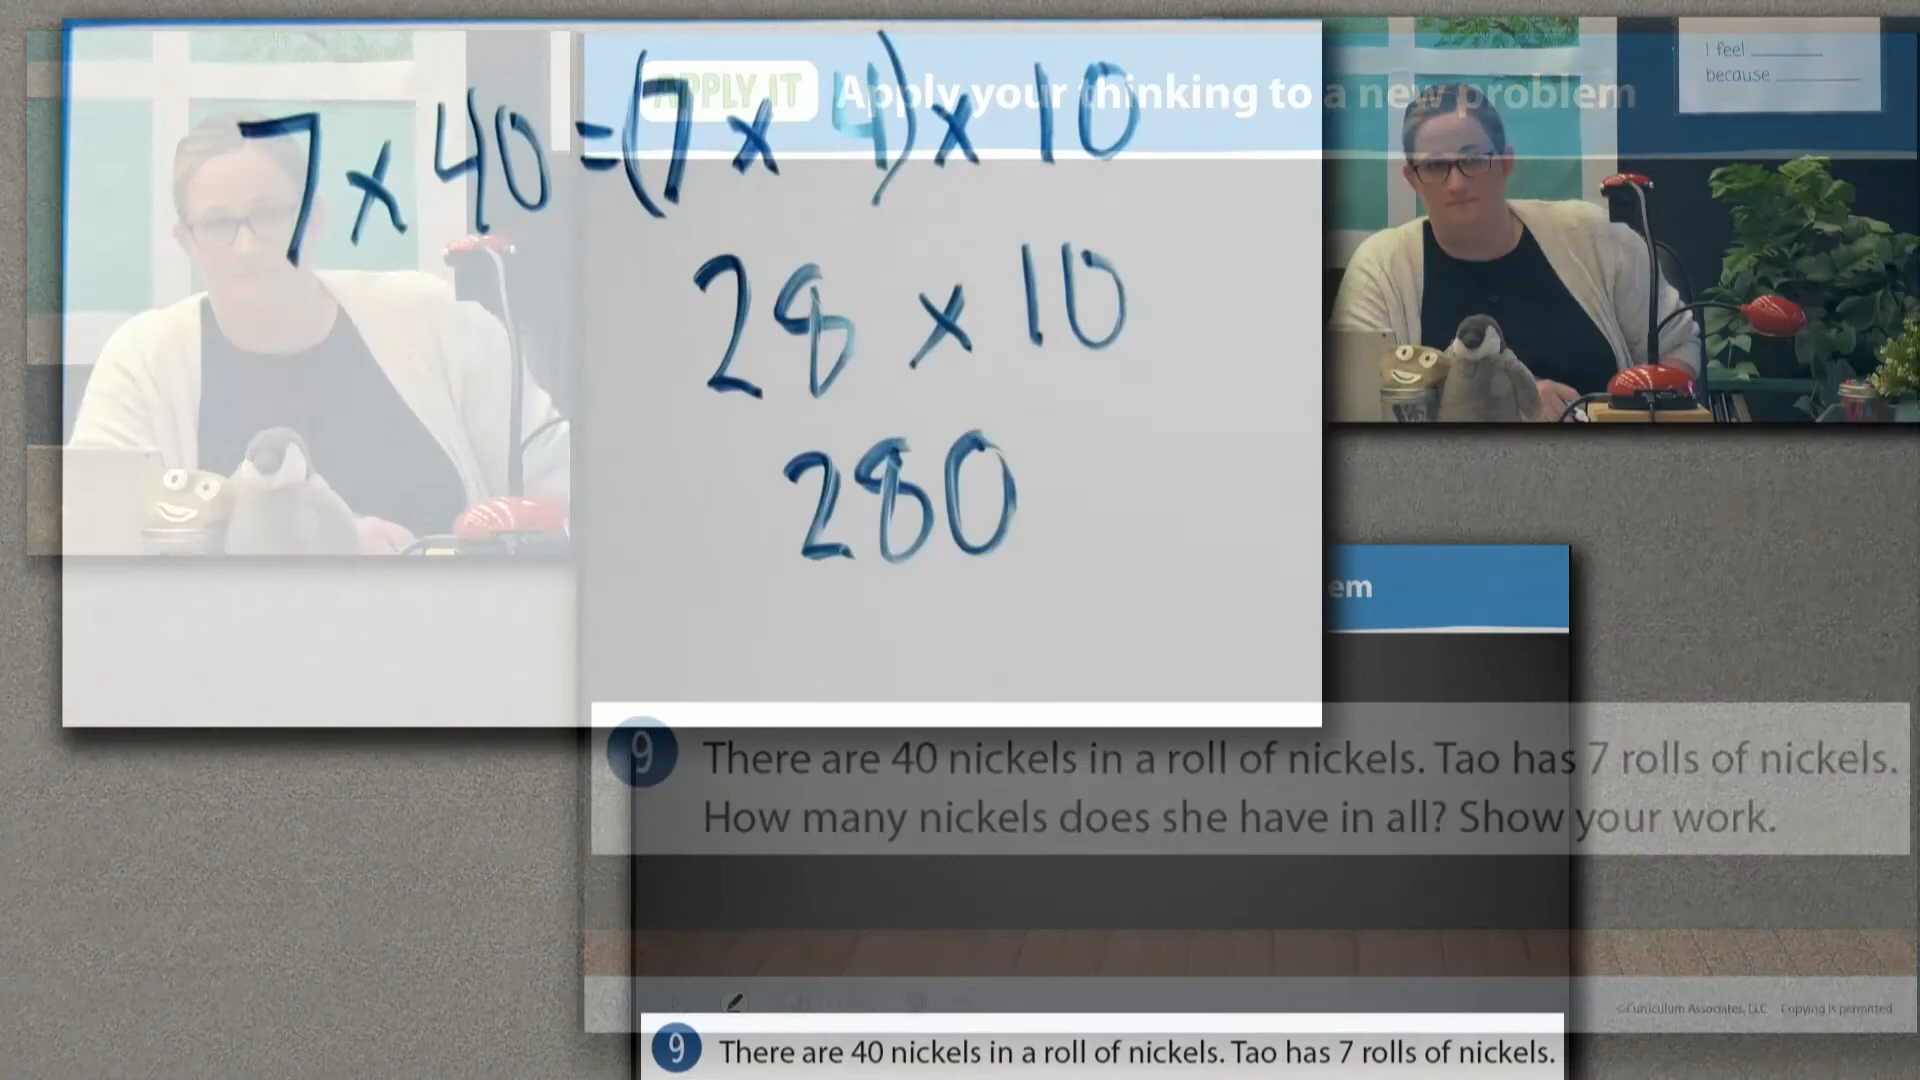 APPLY IT Apply your thinking to a new problem
7 x 40 = (7 x 4) x 10
28 x 10
280
I feel
because
em
9 There are 40 nickels in a roll of nickels. Tao has 7 rolls of nickels.
How many nickels does she have in all? Show your work.
©Curriculum Associates, LLC Copying is permitted
9 There are 40 nickels in a roll of nickels. Tao has 7 rolls of nickels.